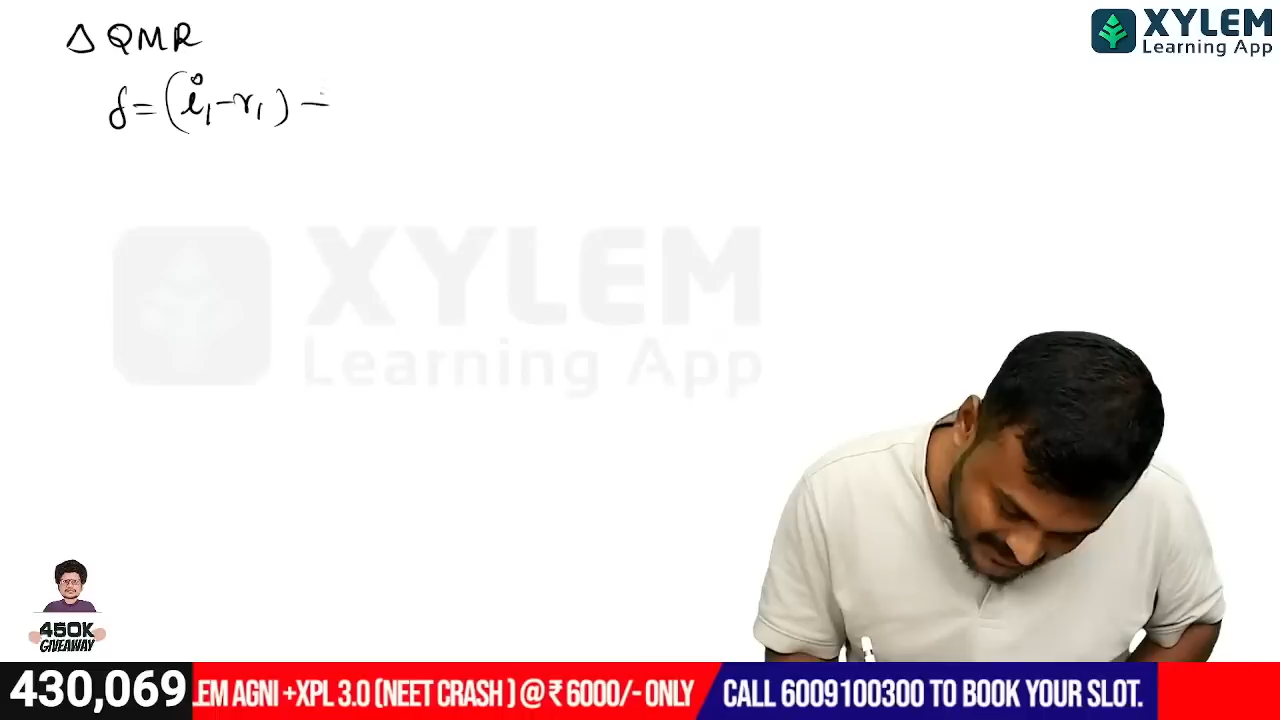 Δ QMR
XYLEM
Learning App
δ = (i₁ - r₁) -
XYLEM
Learning App
450K
GIVEAWAY
430,069 LEM AGNI +XPL 3.0 (NEET CRASH ) @ ₹ 6000/- ONLY CALL 6009100300 TO BOOK YOUR SLOT.